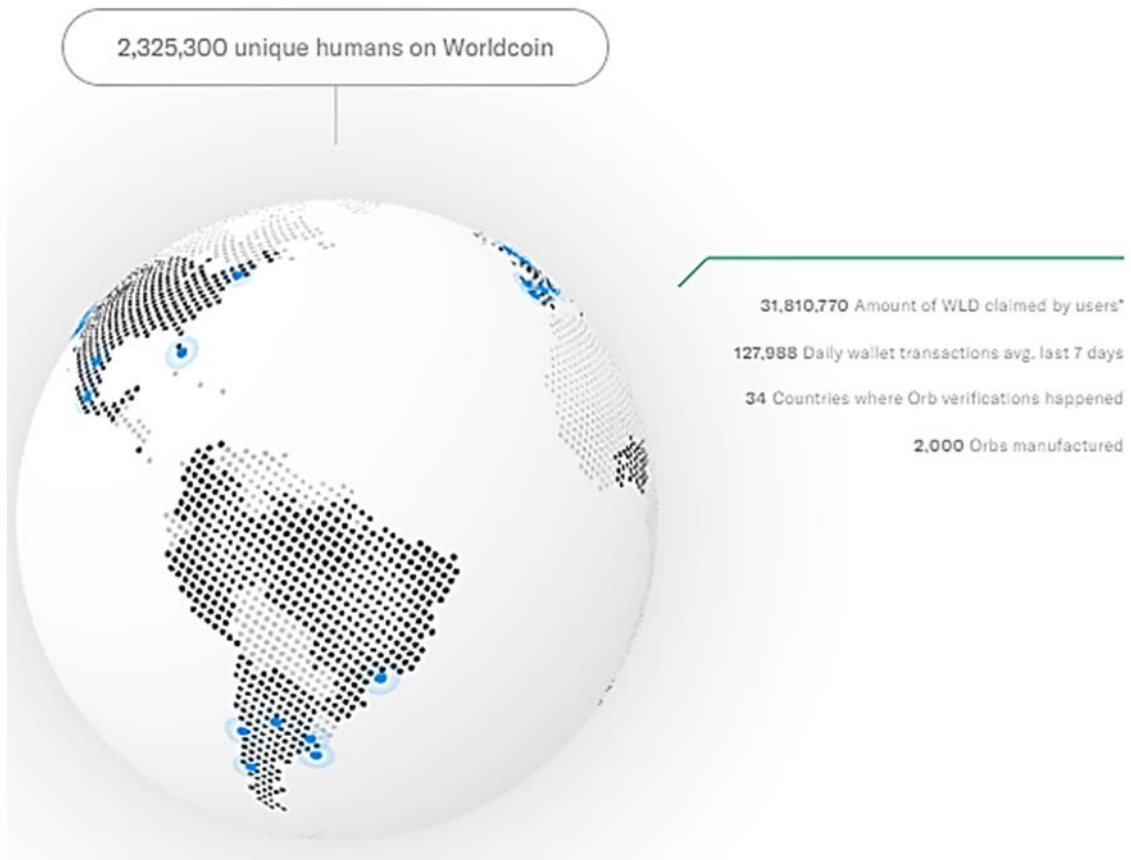 2,325,300 unique humans on Worldcoin
31,810,770 Amount of WLD claimed by users*
127,988 Daily wallet transactions avg. last 7 days
34 Countries where Orb verifications happened
2,000 Orbs manufactured